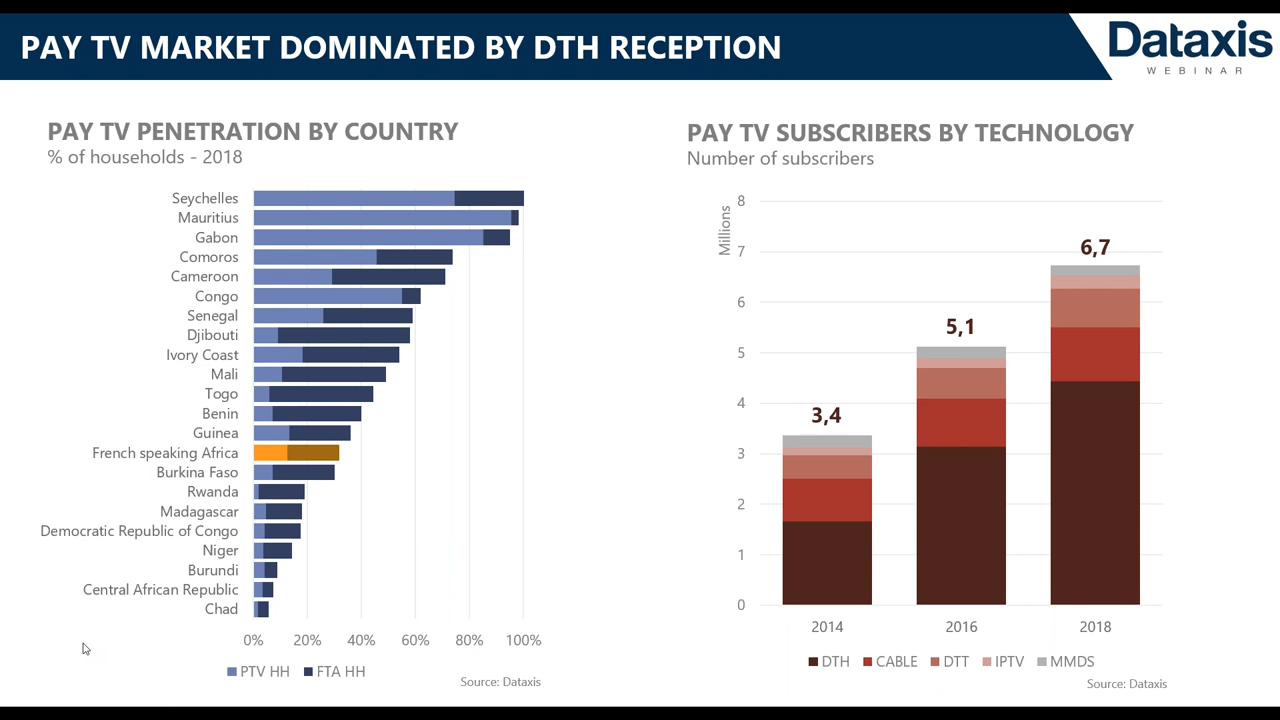 PAY TV MARKET DOMINATED BY DTH RECEPTION
Dataxis
WEBINAR
PAY TV PENETRATION BY COUNTRY
% of households - 2018
Seychelles
Mauritius
Gabon
Comoros
Cameroon
Congo
Senegal
Djibouti
Ivory Coast
Mali
Togo
Benin
Guinea
French speaking Africa
Burkina Faso
Rwanda
Madagascar
Democratic Republic of Congo
Niger
Burundi
Central African Republic
Chad
0% 20% 40% 60% 80% 100%
PTV HH FTA HH
Source: Dataxis
PAY TV SUBSCRIBERS BY TECHNOLOGY
Number of subscribers
Millions
8
7
6
5
4
3
2
1
0
3,4
5,1
6,7
2014 2016 2018
DTH CABLE DTT IPTV MMDS
Source: Dataxis